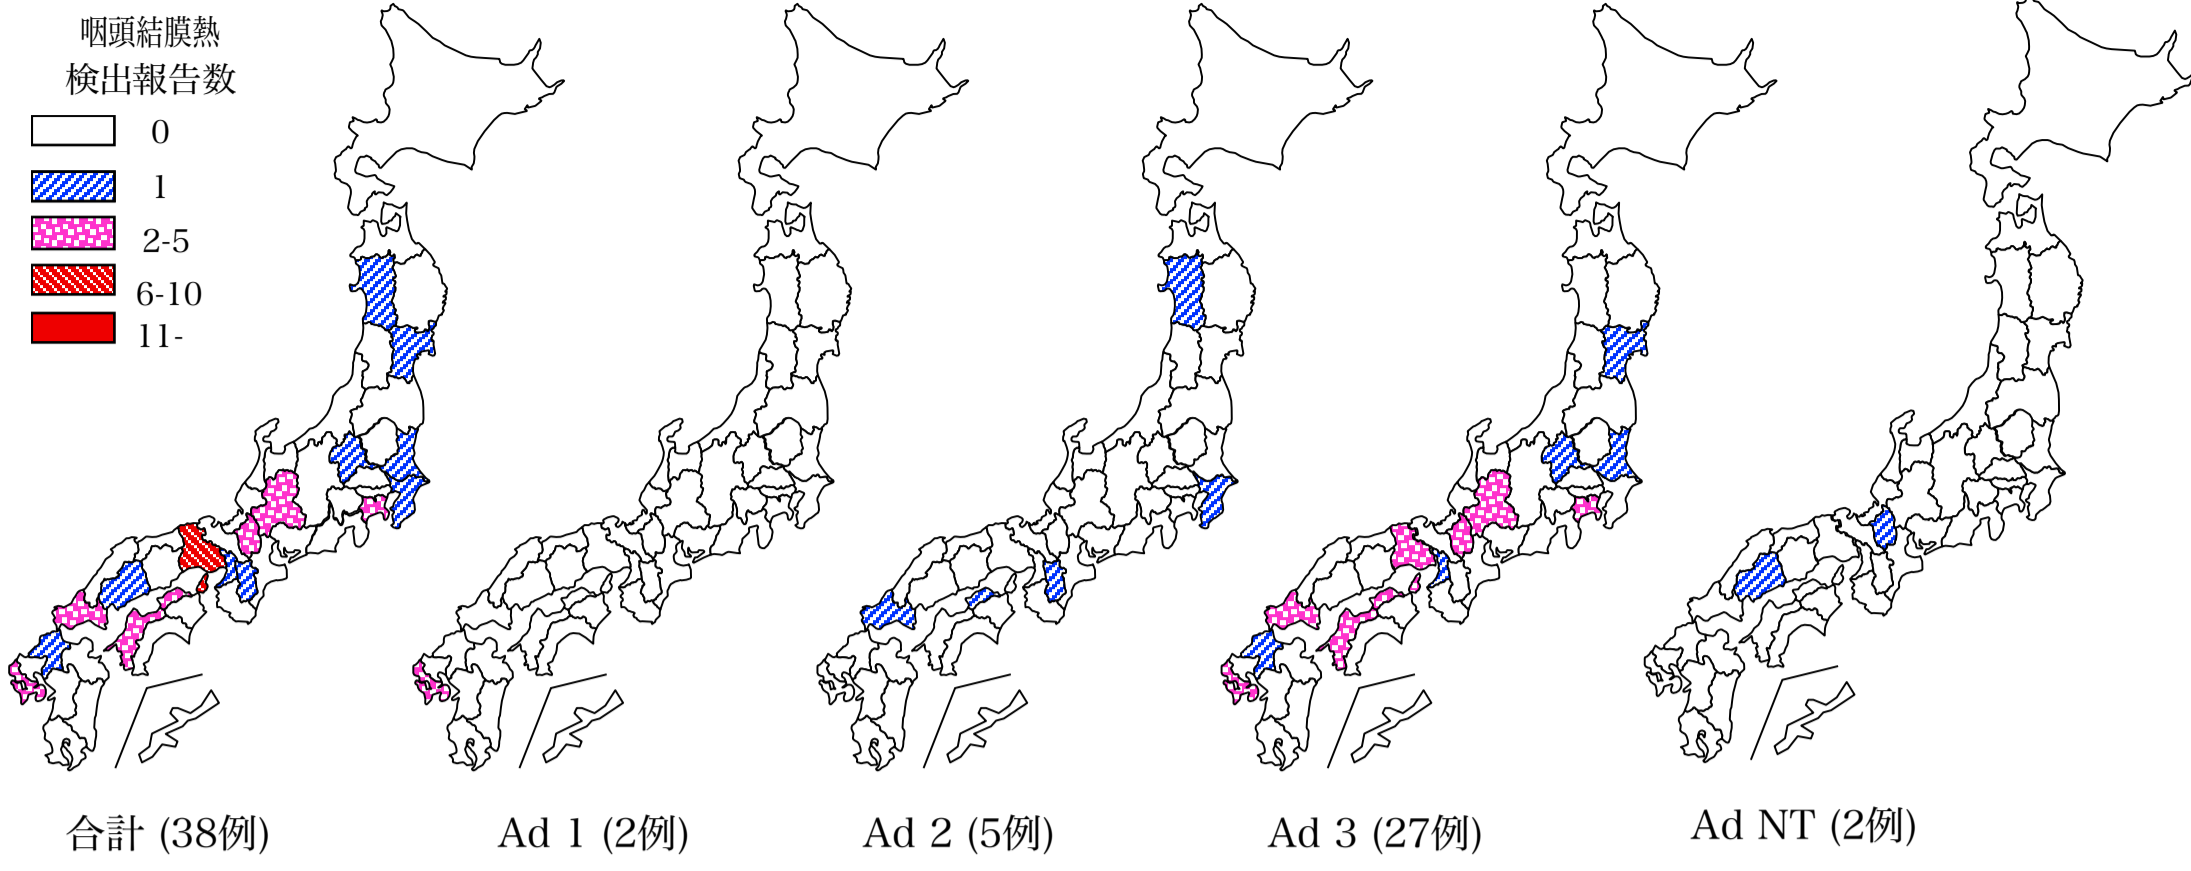 咽頭結膜熱
検出報告数
0
1
2-5
6-10
11-
合計 (38例)
Ad 1 (2例)
Ad 2 (5例)
Ad 3 (27例)
Ad NT (2例)